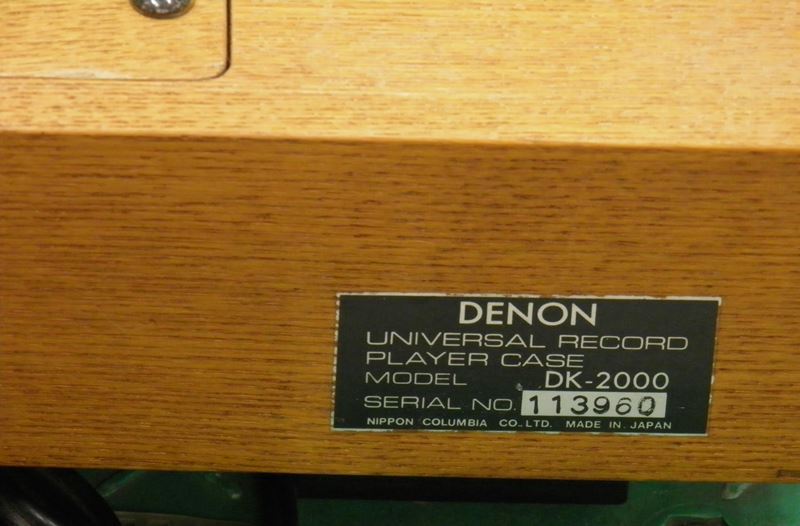 DENON
UNIVERSAL RECORD
PLAYER CASE
MODEL DK-2000
SERIAL NO. 113960
NIPPON COLUMBIA CO., LTD. MADE IN JAPAN